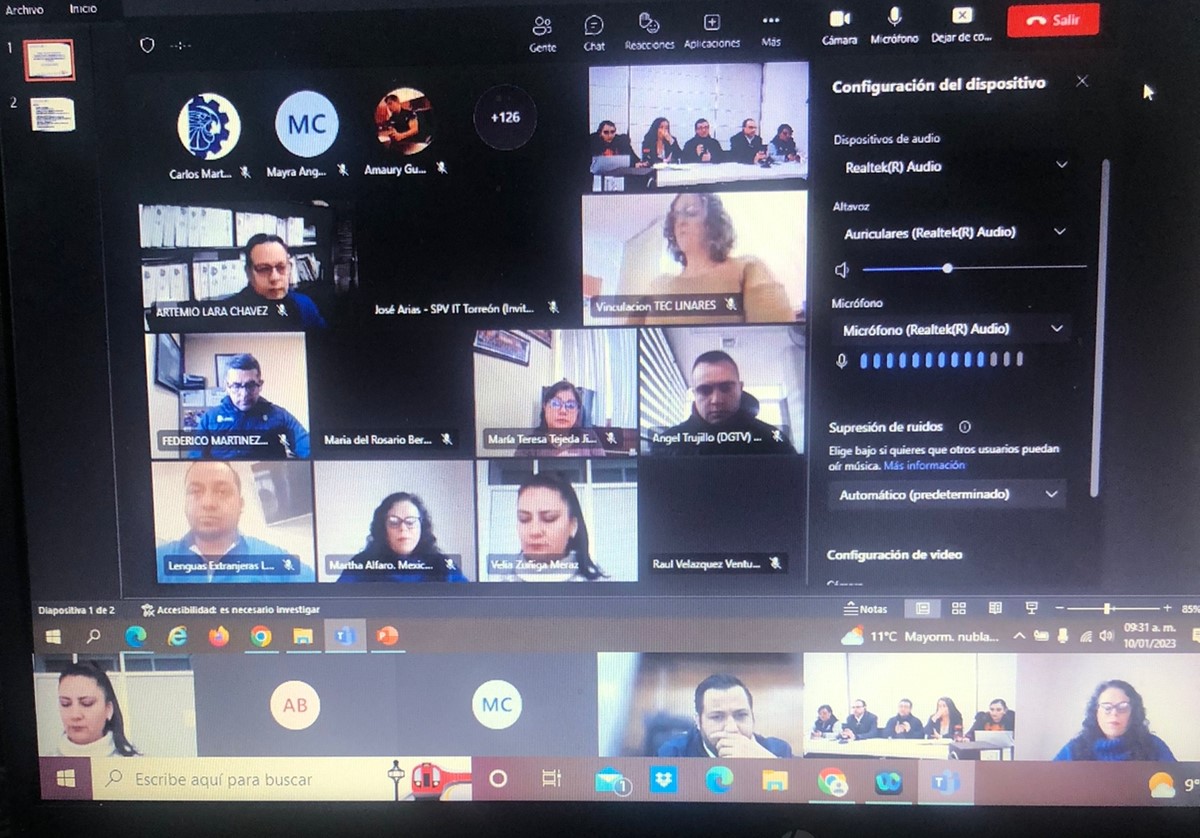 Archivo Inicio
1
2
Gente
Chat
Reacciones
Aplicaciones
Más
Cámara
Micrófono
Dejar de co...
Salir
Carlos Mart...
MC
Mayra Ang...
Amaury Gu...
+126
ARTEMIO LARA CHAVEZ
José Arias - SPV IT Torreón (Invit...
Vinculacion TEC LINARES
FEDERICO MARTINEZ...
Maria del Rosario Ber...
María Teresa Tejeda Ji...
Angel Trujillo (DGTV) ...
Lenguas Extranjeras L...
Martha Alfaro. Mexic...
Velia Zuñiga Meraz
Raul Velazquez Ventu...
Configuración del dispositivo
Dispositivos de audio
Realtek(R) Audio
Altavoz
Auriculares (Realtek(R) Audio)
Micrófono
Micrófono (Realtek(R) Audio)
Supresión de ruidos
Elige bajo si quieres que otros usuarios puedan
oír música. Más información
Automático (predeterminado)
Configuración de video
Diapositiva 1 de 2
Accesibilidad: es necesario investigar
Notas
85%
11°C Mayorm. nubla...
09:31 a. m.
10/01/2023
AB
MC
Escribe aquí para buscar
1
9°